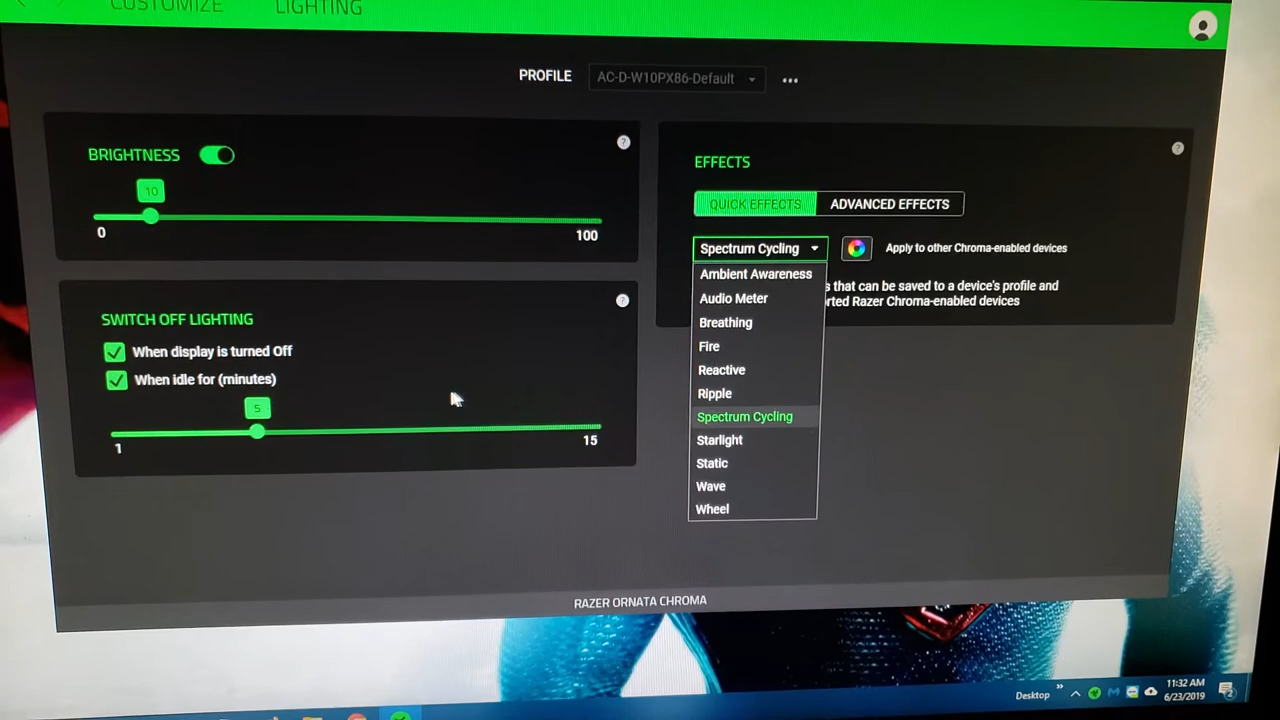 CUSTOMIZE LIGHTING
PROFILE AC-D-W10PX86-Default
BRIGHTNESS
10
0 100
SWITCH OFF LIGHTING
When display is turned Off
When idle for (minutes)
5
1 15
EFFECTS
QUICK EFFECTS ADVANCED EFFECTS
Spectrum Cycling Apply to other Chroma-enabled devices
s that can be saved to a device's profile and
rted Razer Chroma-enabled devices
Ambient Awareness
Audio Meter
Breathing
Fire
Reactive
Ripple
Spectrum Cycling
Starlight
Static
Wave
Wheel
RAZER ORNATA CHROMA
Desktop
11:32 AM
6/23/2019
2